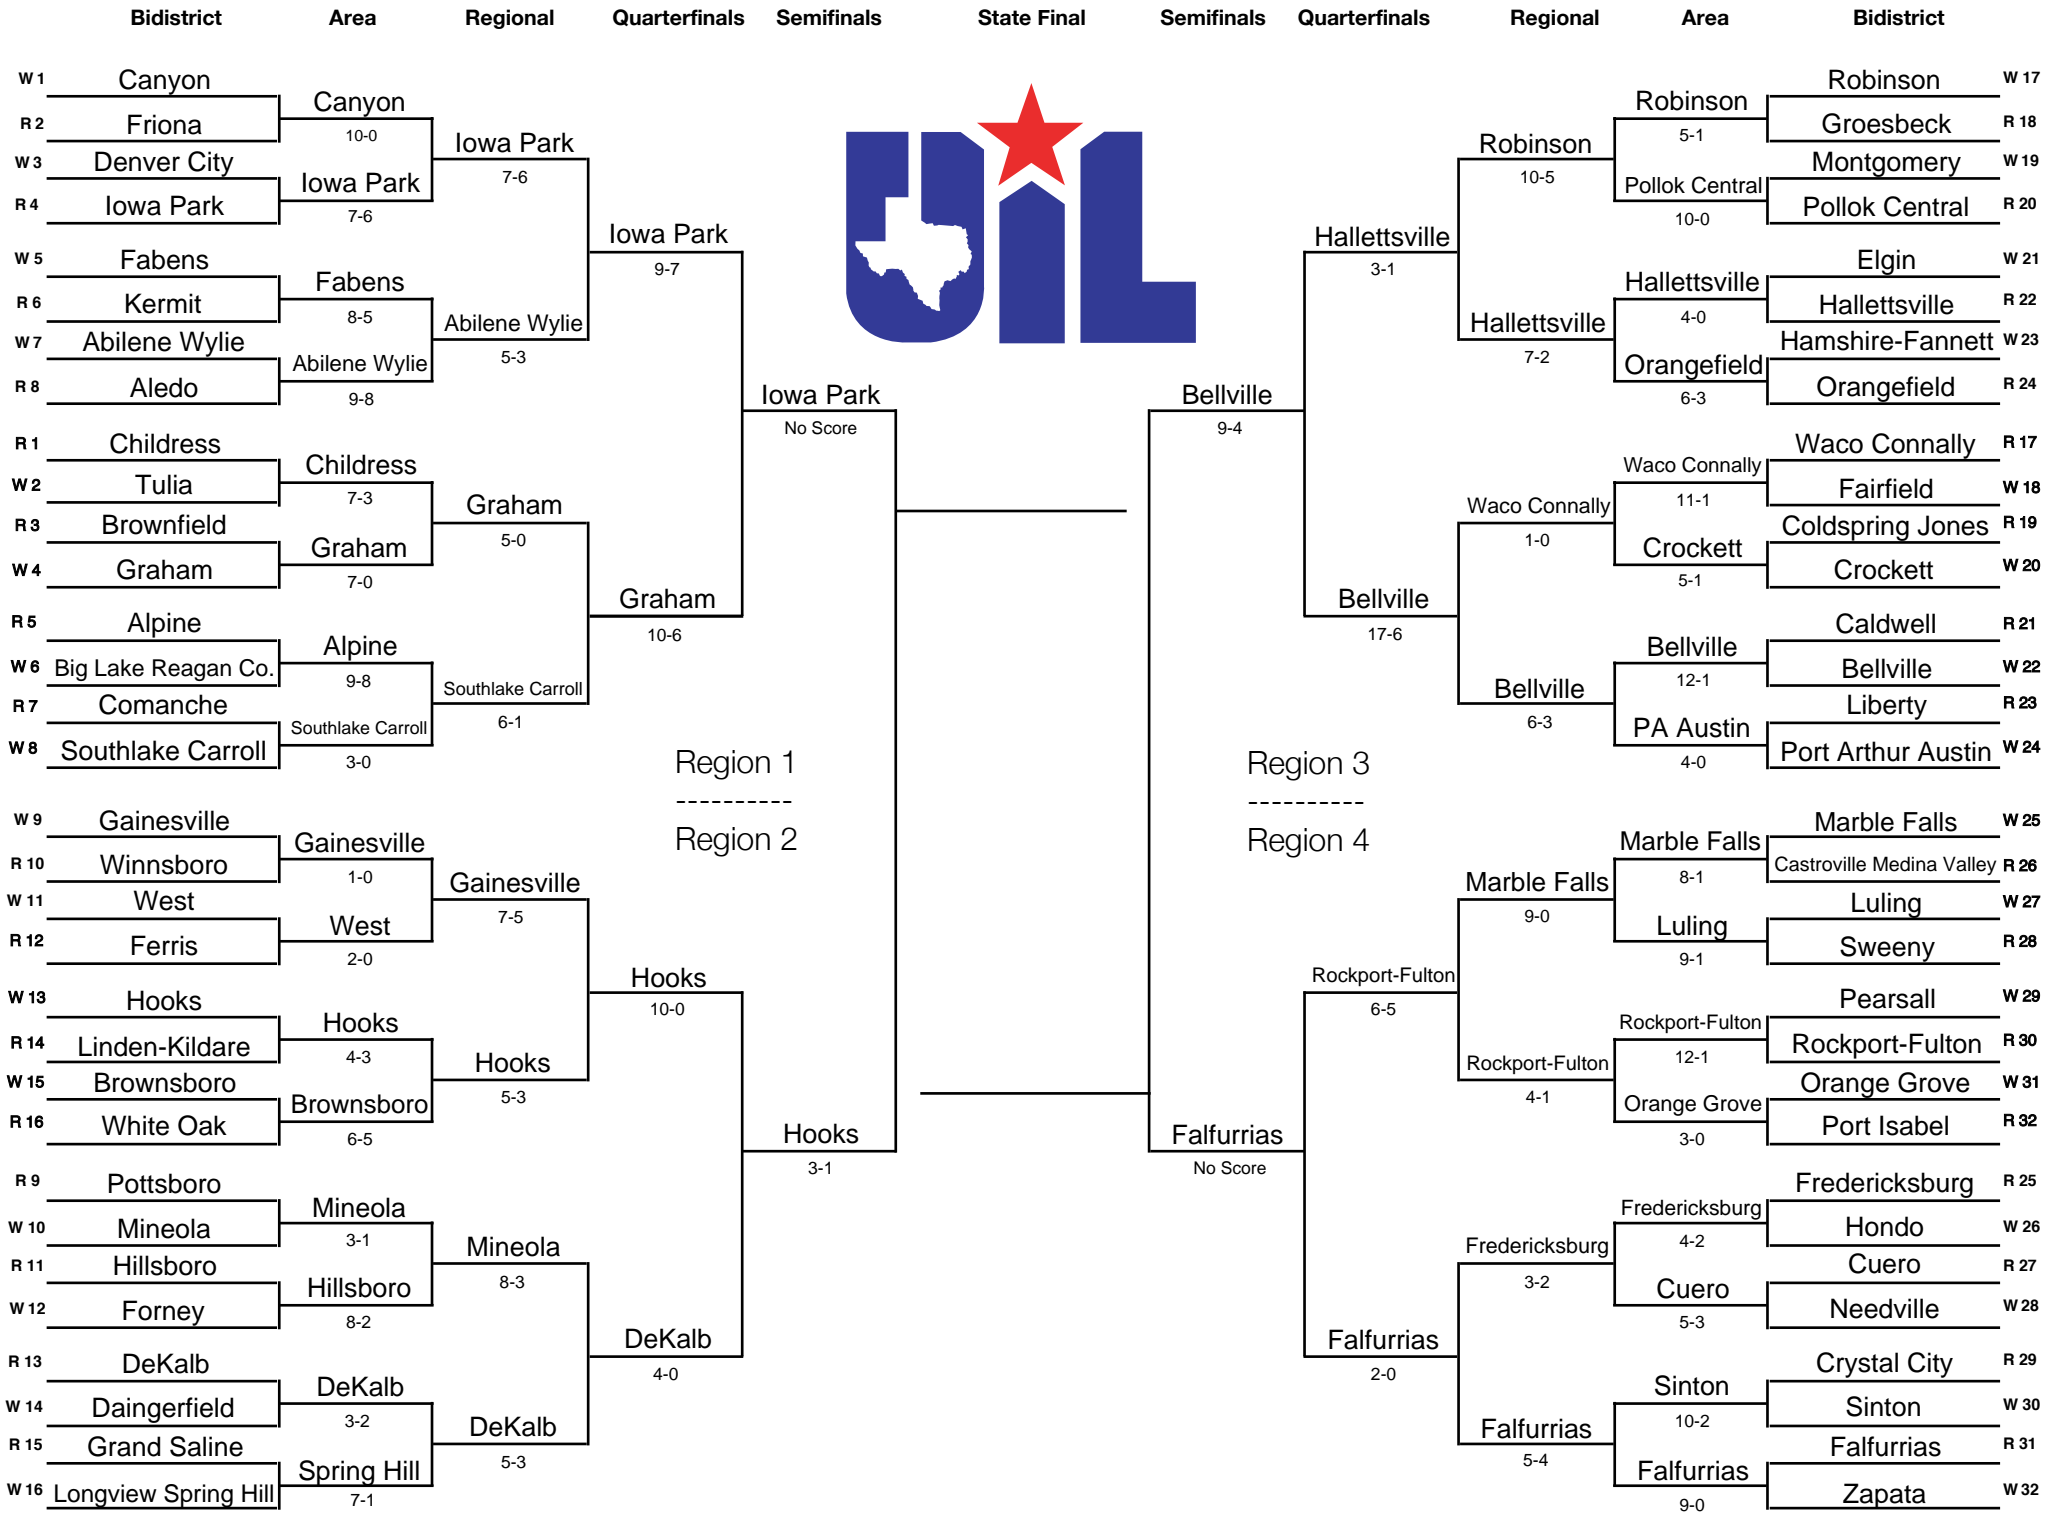 Bidistrict Area Regional Quarterfinals Semifinals State Final Semifinals Quarterfinals Regional Area Bidistrict
W 1 Canyon
Canyon
R 2 Friona
10-0
Iowa Park
W 3 Denver City
7-6
Iowa Park
R 4 Iowa Park
7-6
Iowa Park
9-7
W 5 Fabens
Fabens
R 6 Kermit
8-5
Abilene Wylie
W 7 Abilene Wylie
5-3
Abilene Wylie
R 8 Aledo
9-8
Iowa Park
No Score
R 1 Childress
Childress
W 2 Tulia
7-3
Graham
R 3 Brownfield
5-0
Graham
W 4 Graham
7-0
Graham
10-6
R 5 Alpine
Alpine
W 6 Big Lake Reagan Co.
9-8
Southlake Carroll
R 7 Comanche
6-1
Southlake Carroll
W 8 Southlake Carroll
3-0
Region 1
----------
Region 2
W 9 Gainesville
Gainesville
R 10 Winnsboro
1-0
Gainesville
W 11 West
7-5
West
R 12 Ferris
2-0
Hooks
10-0
W 13 Hooks
Hooks
R 14 Linden-Kildare
4-3
Hooks
W 15 Brownsboro
5-3
Brownsboro
R 16 White Oak
6-5
Hooks
3-1
R 9 Pottsboro
Mineola
W 10 Mineola
3-1
Mineola
R 11 Hillsboro
8-3
Hillsboro
W 12 Forney
8-2
DeKalb
4-0
R 13 DeKalb
DeKalb
W 14 Daingerfield
3-2
DeKalb
R 15 Grand Saline
5-3
Spring Hill
W 16 Longview Spring Hill
7-1
UIL
Robinson W 17
Robinson
Groesbeck R 18
5-1
Robinson
Montgomery W 19
10-5
Pollok Central
Pollok Central R 20
10-0
Hallettsville
3-1
Elgin W 21
Hallettsville
Hallettsville R 22
4-0
Hallettsville
Hamshire-Fannett W 23
7-2
Orangefield
Orangefield R 24
6-3
Bellville
9-4
Waco Connally R 17
Waco Connally
Fairfield W 18
11-1
Waco Connally
Coldspring Jones R 19
1-0
Crockett
Crockett W 20
5-1
Bellville
17-6
Caldwell R 21
Bellville
Bellville W 22
12-1
Bellville
Liberty R 23
6-3
PA Austin
Port Arthur Austin W 24
4-0
Region 3
----------
Region 4
Marble Falls W 25
Marble Falls
Castroville Medina Valley R 26
8-1
Marble Falls
Luling W 27
9-0
Luling
Sweeny R 28
9-1
Rockport-Fulton
6-5
Pearsall W 29
Rockport-Fulton
Rockport-Fulton R 30
12-1
Rockport-Fulton
Orange Grove W 31
4-1
Orange Grove
Port Isabel R 32
3-0
Falfurrias
No Score
Fredericksburg R 25
Fredericksburg
Hondo W 26
4-2
Fredericksburg
Cuero R 27
3-2
Cuero
Needville W 28
5-3
Falfurrias
2-0
Crystal City R 29
Sinton
Sinton W 30
10-2
Falfurrias
Falfurrias R 31
5-4
Falfurrias
Zapata W 32
9-0